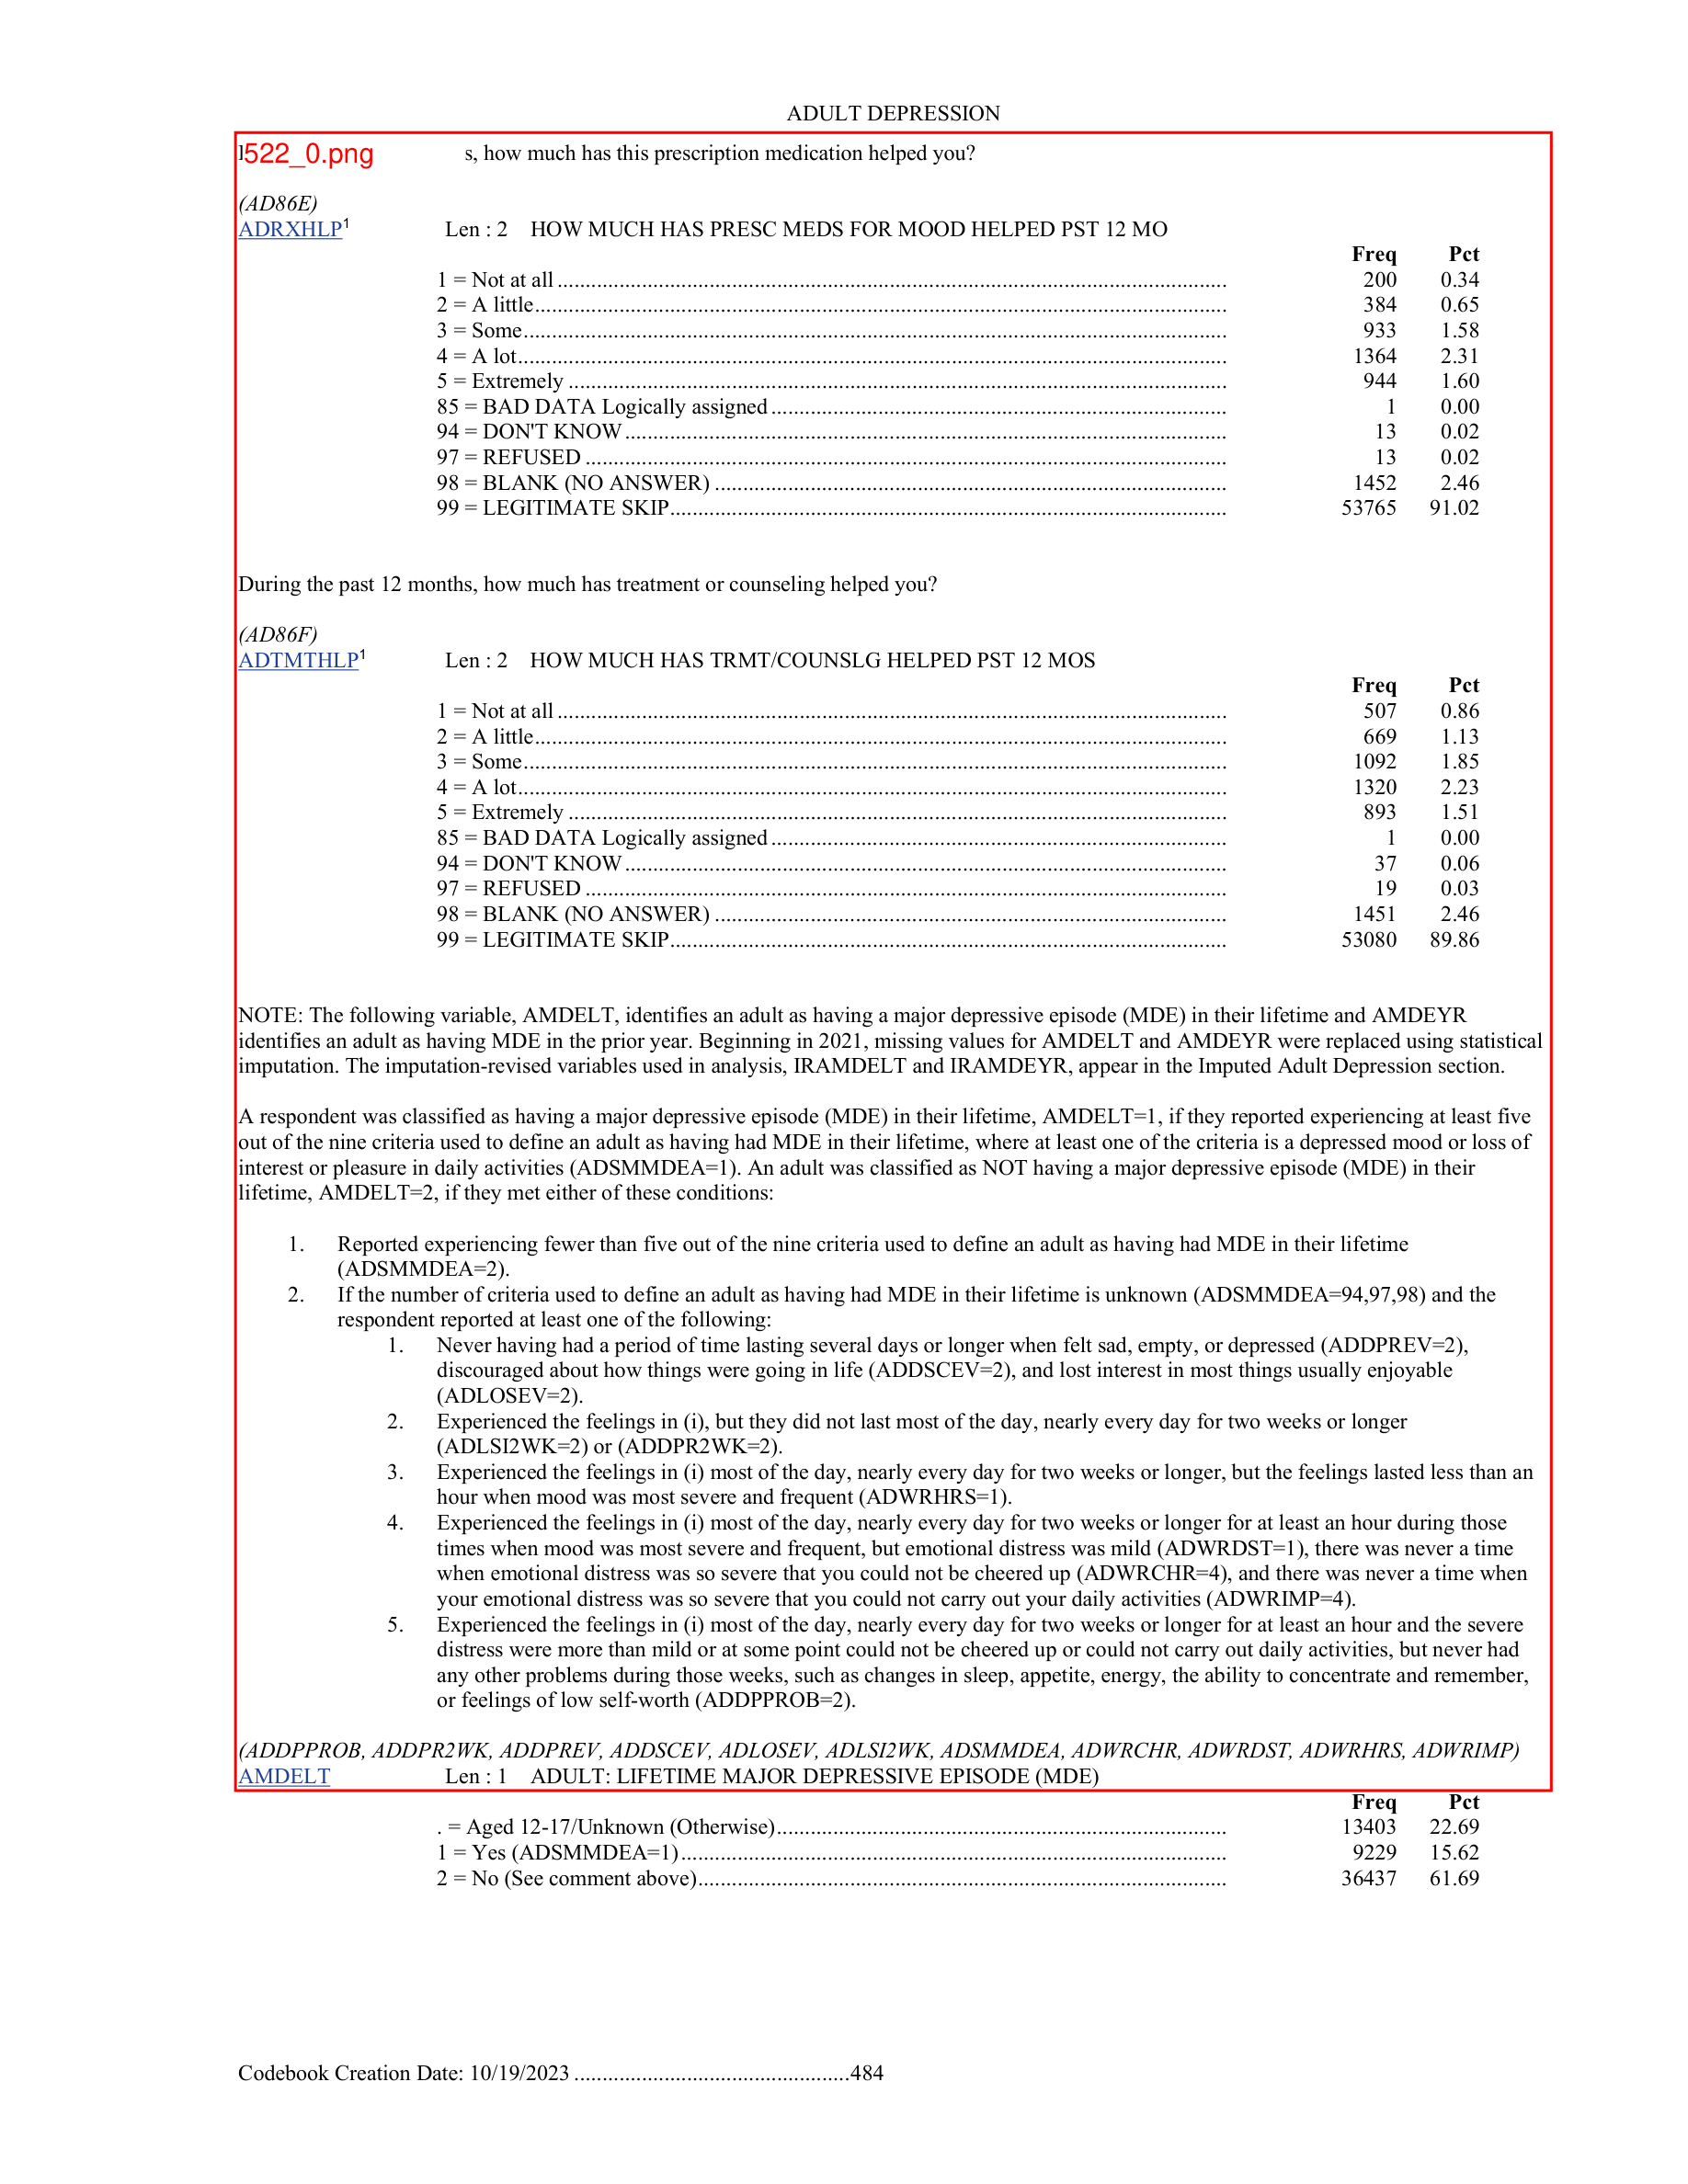 ADULT DEPRESSION
522_0.png s, how much has this prescription medication helped you?
(AD86E)
ADRXHLP¹ Len : 2 HOW MUCH HAS PRESC MEDS FOR MOOD HELPED PST 12 MO
Freq Pct
1 = Not at all 200 0.34
2 = A little 384 0.65
3 = Some 933 1.58
4 = A lot 1364 2.31
5 = Extremely 944 1.60
85 = BAD DATA Logically assigned 1 0.00
94 = DON'T KNOW 13 0.02
97 = REFUSED 13 0.02
98 = BLANK (NO ANSWER) 1452 2.46
99 = LEGITIMATE SKIP 53765 91.02
During the past 12 months, how much has treatment or counseling helped you?
(AD86F)
ADTMTHLP¹ Len : 2 HOW MUCH HAS TRMT/COUNSLG HELPED PST 12 MOS
Freq Pct
1 = Not at all 507 0.86
2 = A little 669 1.13
3 = Some 1092 1.85
4 = A lot 1320 2.23
5 = Extremely 893 1.51
85 = BAD DATA Logically assigned 1 0.00
94 = DON'T KNOW 37 0.06
97 = REFUSED 19 0.03
98 = BLANK (NO ANSWER) 1451 2.46
99 = LEGITIMATE SKIP 53080 89.86
NOTE: The following variable, AMDELT, identifies an adult as having a major depressive episode (MDE) in their lifetime and AMDEYR
identifies an adult as having MDE in the prior year. Beginning in 2021, missing values for AMDELT and AMDEYR were replaced using statistical
imputation. The imputation-revised variables used in analysis, IRAMDELT and IRAMDEYR, appear in the Imputed Adult Depression section.
A respondent was classified as having a major depressive episode (MDE) in their lifetime, AMDELT=1, if they reported experiencing at least five
out of the nine criteria used to define an adult as having had MDE in their lifetime, where at least one of the criteria is a depressed mood or loss of
interest or pleasure in daily activities (ADSMMDEA=1). An adult was classified as NOT having a major depressive episode (MDE) in their
lifetime, AMDELT=2, if they met either of these conditions:
1. Reported experiencing fewer than five out of the nine criteria used to define an adult as having had MDE in their lifetime
(ADSMMDEA=2).
2. If the number of criteria used to define an adult as having had MDE in their lifetime is unknown (ADSMMDEA=94,97,98) and the
respondent reported at least one of the following:
1. Never having had a period of time lasting several days or longer when felt sad, empty, or depressed (ADDPREV=2),
discouraged about how things were going in life (ADDSCEV=2), and lost interest in most things usually enjoyable
(ADLOSEV=2).
2. Experienced the feelings in (i), but they did not last most of the day, nearly every day for two weeks or longer
(ADLSI2WK=2) or (ADDPR2WK=2).
3. Experienced the feelings in (i) most of the day, nearly every day for two weeks or longer, but the feelings lasted less than an
hour when mood was most severe and frequent (ADWRHRS=1).
4. Experienced the feelings in (i) most of the day, nearly every day for two weeks or longer for at least an hour during those
times when mood was most severe and frequent, but emotional distress was mild (ADWRDST=1), there was never a time
when emotional distress was so severe that you could not be cheered up (ADWRCHR=4), and there was never a time when
your emotional distress was so severe that you could not carry out your daily activities (ADWRIMP=4).
5. Experienced the feelings in (i) most of the day, nearly every day for two weeks or longer for at least an hour and the severe
distress were more than mild or at some point could not be cheered up or could not carry out daily activities, but never had
any other problems during those weeks, such as changes in sleep, appetite, energy, the ability to concentrate and remember,
or feelings of low self-worth (ADDPPROB=2).
(ADDPPROB, ADDPR2WK, ADDPREV, ADDSCEV, ADLOSEV, ADLSI2WK, ADSMMDEA, ADWRCHR, ADWRDST, ADWRHRS, ADWRIMP)
AMDELT Len : 1 ADULT: LIFETIME MAJOR DEPRESSIVE EPISODE (MDE)
Freq Pct
. = Aged 12-17/Unknown (Otherwise) 13403 22.69
1 = Yes (ADSMMDEA=1) 9229 15.62
2 = No (See comment above) 36437 61.69
Codebook Creation Date: 10/19/2023 484